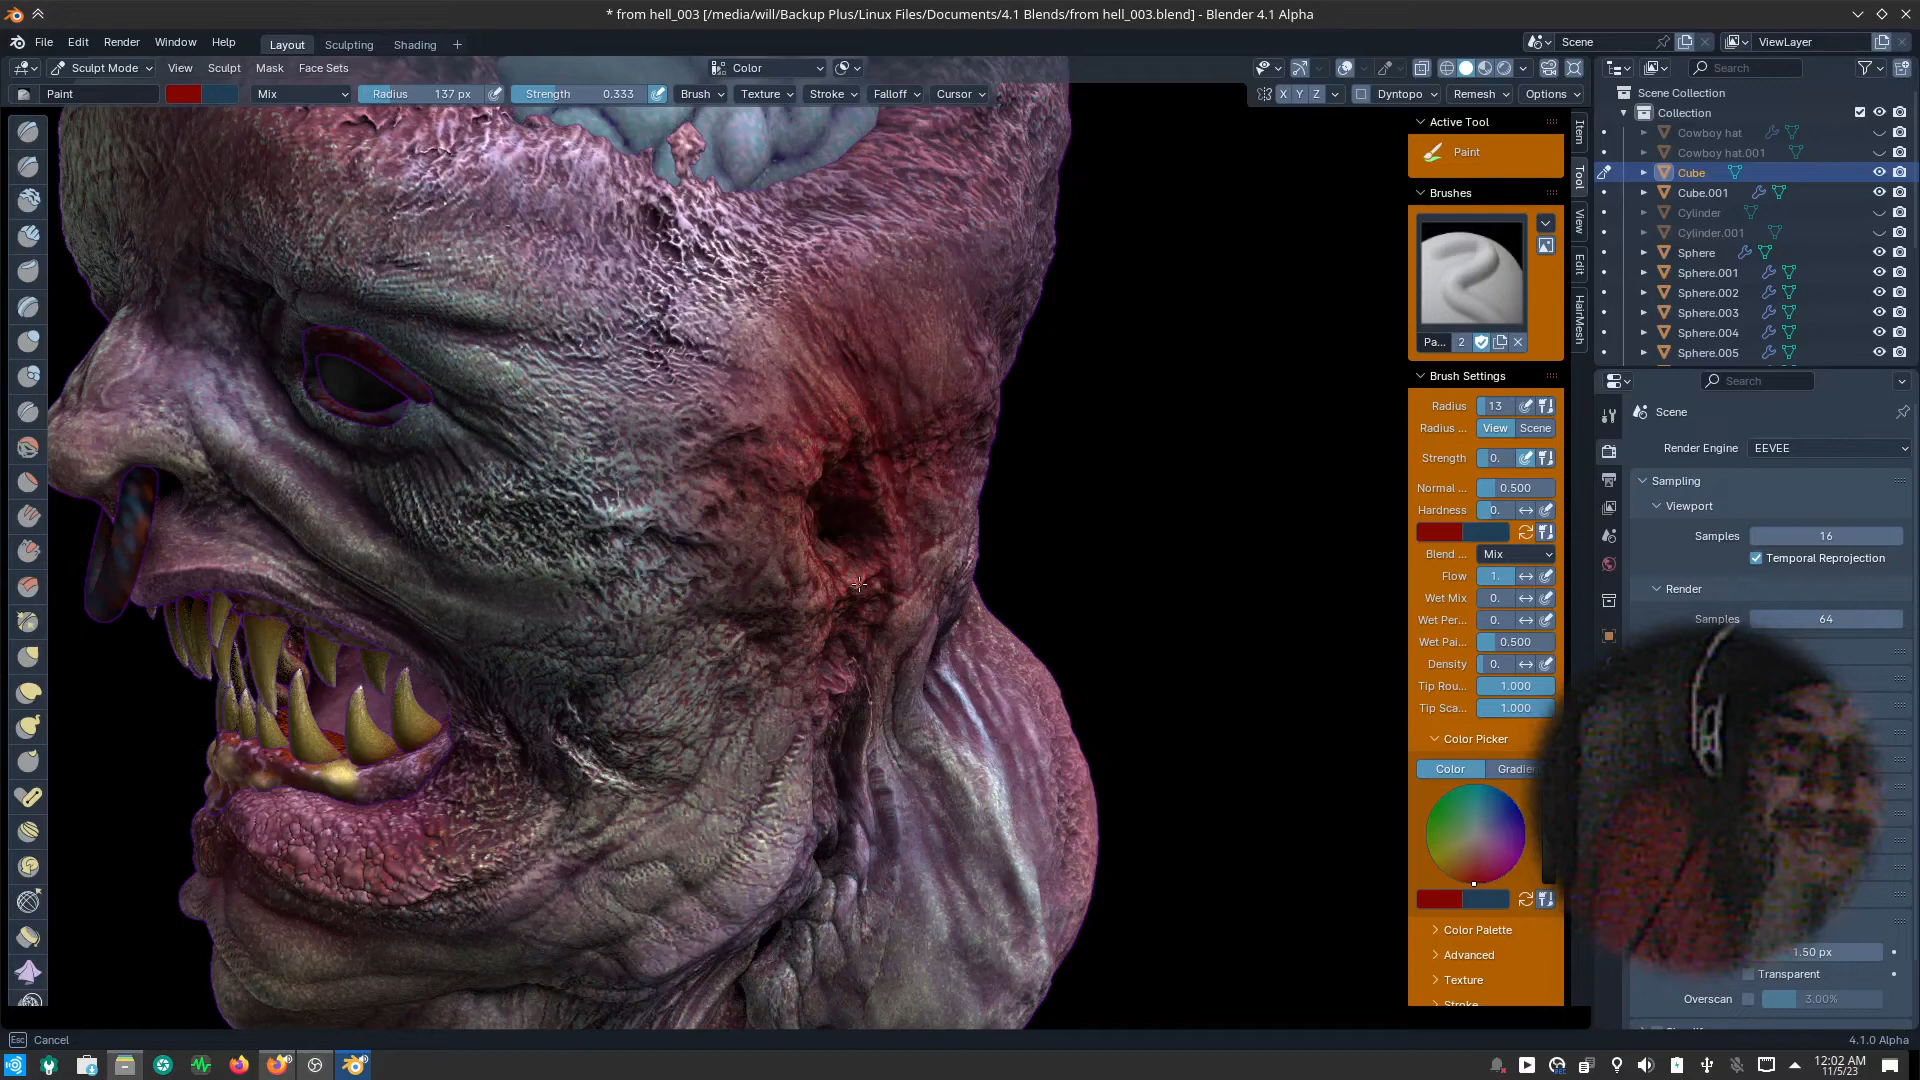 * from hell_003 [/media/will/Backup Plus/Linux Files/Documents/4.1 Blends/from hell_003.blend] - Blender 4.1 Alpha
File Edit Render Window Help Layout Sculpting Shading + Scene ViewLayer
Sculpt Mode View Sculpt Mask Face Sets Color Search
Paint Mix Radius 137 px Strength 0.333 Brush Texture Stroke Falloff Cursor X Y Z Dyntopo Remesh Options
Scene Collection
Collection
Cowboy hat
Cowboy hat.001
Cube
Cube.001
Cylinder
Cylinder.001
Sphere
Sphere.001
Sphere.002
Sphere.003
Sphere.004
Sphere.005
Active Tool
Paint
Brushes
Pa... 2
Brush Settings
Radius 13
Radius ... View Scene
Strength 0.
Normal ... 0.500
Hardness 0.
Blend ... Mix
Flow 1.
Wet Mix 0.
Wet Per... 0.
Wet Pai... 0.500
Density 0.
Tip Rou... 1.000
Tip Sca... 1.000
Color Picker
Color Gradien
Color Palette
Advanced
Texture
Stroke
Item
Tool
View
Edit
HairMesh
Search
Scene
Render Engine EEVEE
Sampling
Viewport
Samples 16
Temporal Reprojection
Render
Samples 64
1.50 px
Transparent
Overscan 3.00%
Esc Cancel
4.1.0 Alpha
12:02 AM
11/5/23